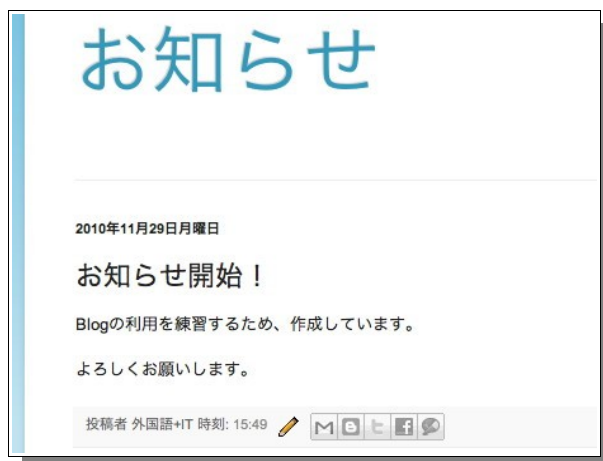 お知らせ
2010年11月29日月曜日
お知らせ開始！
Blogの利用を練習するため、作成しています。
よろしくお願いします。
投稿者 外国語+IT 時刻: 15:49